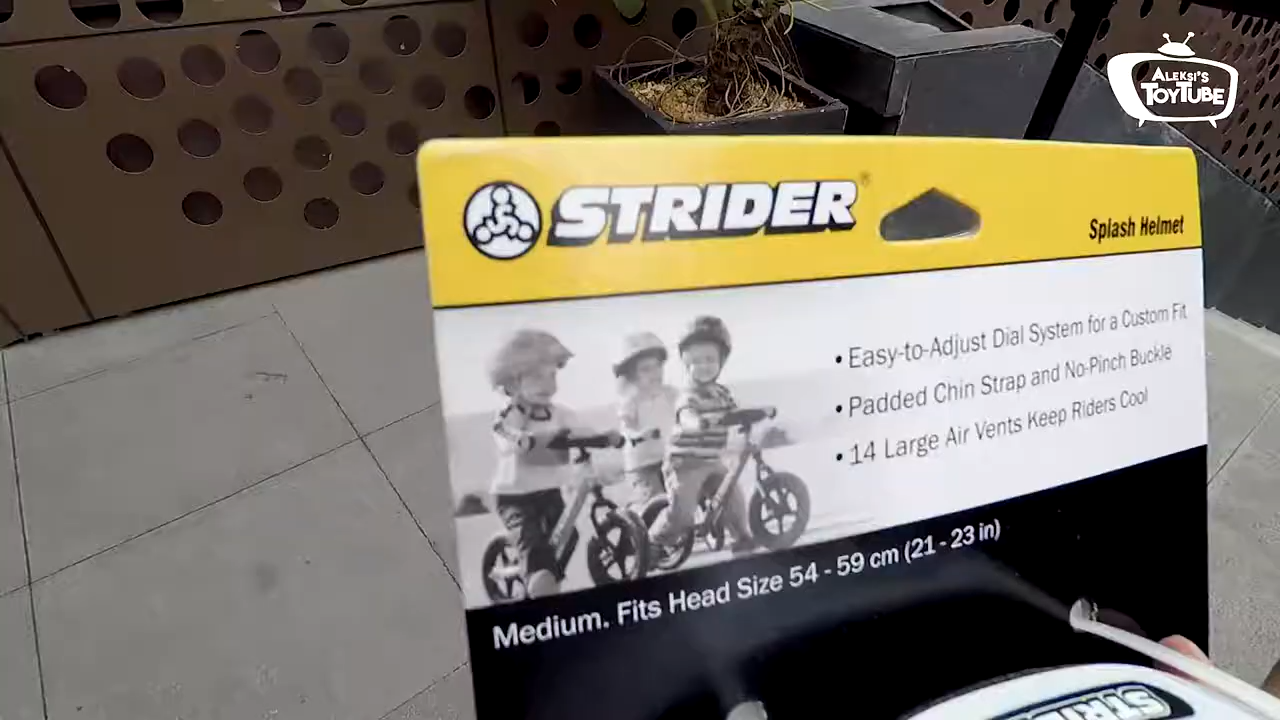 ALEKSI'S
TOYTUBE
STRIDER®
Splash Helmet
• Easy-to-Adjust Dial System for a Custom Fit
• Padded Chin Strap and No-Pinch Buckle
• 14 Large Air Vents Keep Riders Cool
Medium. Fits Head Size 54 - 59 cm (21 - 23 in)